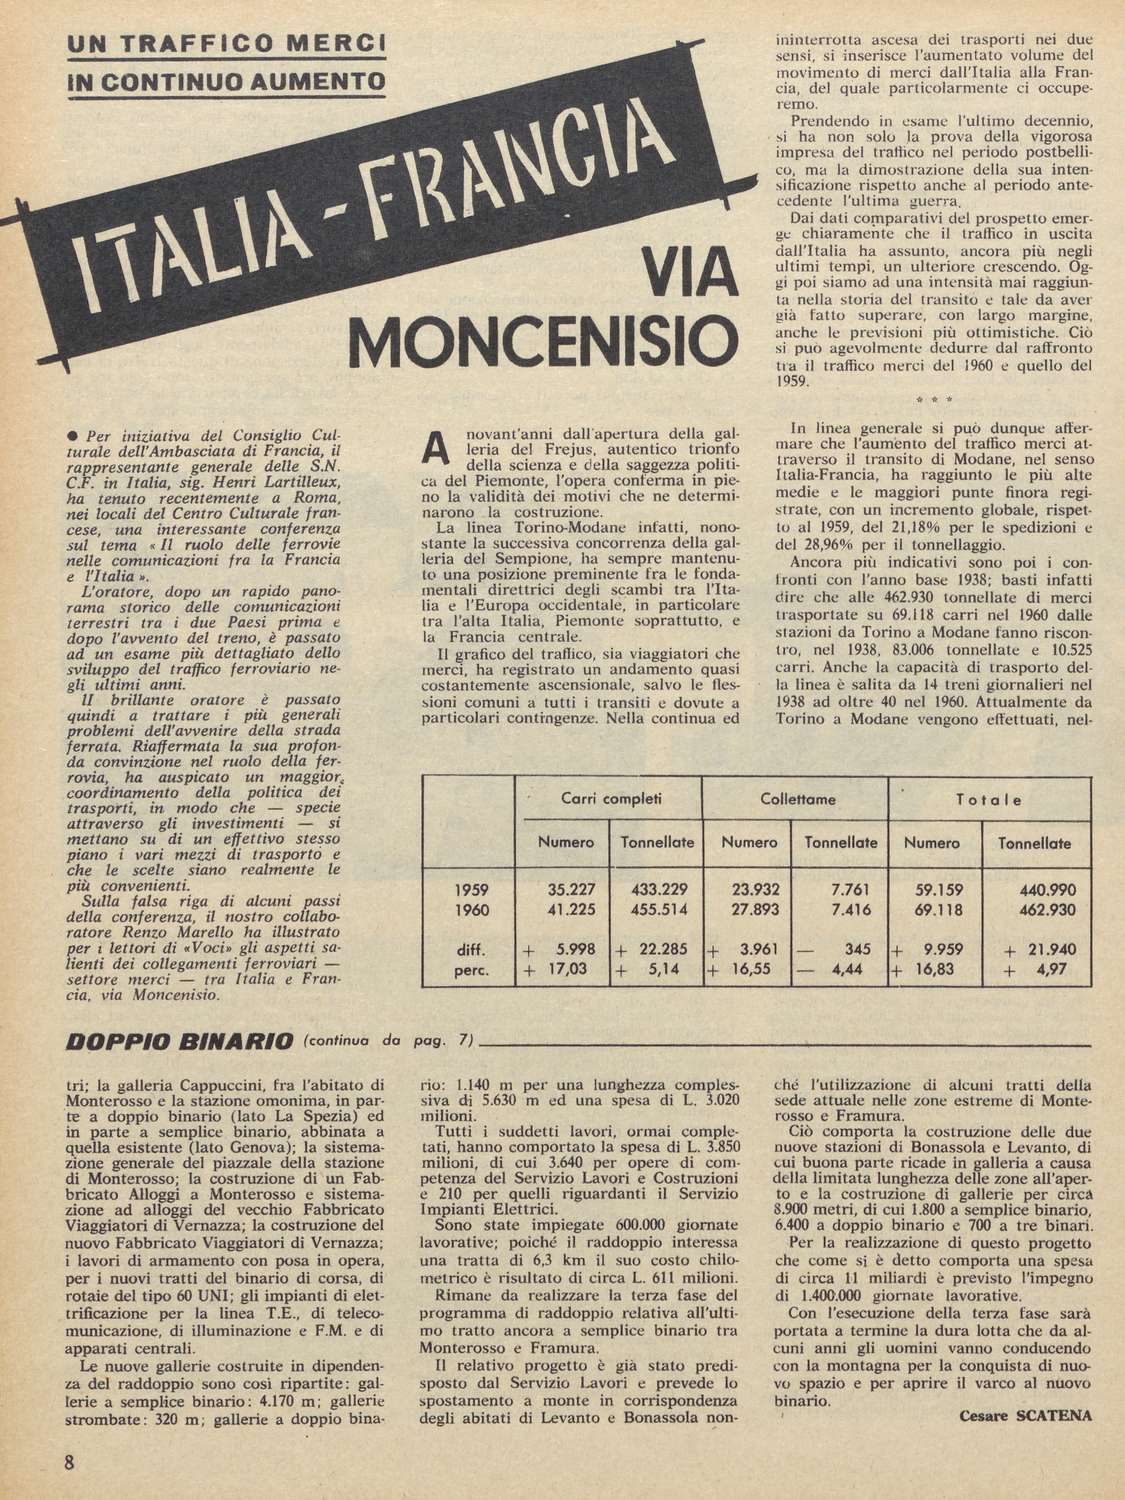 UN TRAFFICO MERCI
IN CONTINUO AUMENTO
ITALIA - FRANCIA
VIA
MONCENISIO
● Per iniziativa del Consiglio Cul-
turale dell'Ambasciata di Francia, il
rappresentante generale delle S.N.
C.F. in Italia, sig. Henri Lartilleux,
ha tenuto recentemente a Roma,
nei locali del Centro Culturale fran-
cese, una interessante conferenza
sul tema « Il ruolo delle ferrovie
nelle comunicazioni fra la Francia
e l'Italia ».
L'oratore, dopo un rapido pano-
rama storico delle comunicazioni
terrestri tra i due Paesi prima e
dopo l'avvento del treno, è passato
ad un esame più dettagliato dello
sviluppo del traffico ferroviario ne-
gli ultimi anni.
Il brillante oratore è passato
quindi a trattare i più generali
problemi dell'avvenire della strada
ferrata. Riaffermata la sua profon-
da convinzione nel ruolo della fer-
rovia, ha auspicato un maggior
coordinamento della politica dei
trasporti, in modo che — specie
attraverso gli investimenti — si
mettano su di un effettivo stesso
piano i vari mezzi di trasporto e
che le scelte siano realmente le
più convenienti.
Sulla falsa riga di alcuni passi
della conferenza, il nostro collabo-
ratore Renzo Marello ha illustrato
per i lettori di «Voci» gli aspetti sa-
lienti dei collegamenti ferroviari —
settore merci — tra Italia e Fran-
cia, via Moncenisio.
A novant'anni dall'apertura della gal-
leria del Frejus, autentico trionfo
della scienza e della saggezza politi-
ca del Piemonte, l'opera conferma in pie-
no la validità dei motivi che ne determi-
narono la costruzione.
La linea Torino-Modane infatti, nono-
stante la successiva concorrenza della gal-
leria del Sempione, ha sempre mantenu-
to una posizione preminente fra le fonda-
mentali direttrici degli scambi tra l'Ita-
lia e l'Europa occidentale, in particolare
tra l'alta Italia, Piemonte soprattutto, e
la Francia centrale.
Il grafico del traffico, sia viaggiatori che
merci, ha registrato un andamento quasi
costantemente ascensionale, salvo le fles-
sioni comuni a tutti i transiti e dovute a
particolari contingenze. Nella continua ed
ininterrotta ascesa dei trasporti nei due
sensi, si inserisce l'aumentato volume del
movimento di merci dall'Italia alla Fran-
cia, del quale particolarmente ci occupe-
remo.
Prendendo in esame l'ultimo decennio,
si ha non solo la prova della vigorosa
impresa del traffico nel periodo postbelli-
co, ma la dimostrazione della sua inten-
sificazione rispetto anche al periodo ante-
cedente l'ultima guerra.
Dai dati comparativi del prospetto emer-
ge chiaramente che il traffico in uscita
dall'Italia ha assunto, ancora più negli
ultimi tempi, un ulteriore crescendo. Og-
gi poi siamo ad una intensità mai raggiun-
ta nella storia del transito e tale da aver
già fatto superare, con largo margine,
anche le previsioni più ottimistiche. Ciò
si può agevolmente dedurre dal raffronto
tra il traffico merci del 1960 e quello del
1959.
* * *
In linea generale si può dunque affer-
mare che l'aumento del traffico merci at-
traverso il transito di Modane, nel senso
Italia-Francia, ha raggiunto le più alte
medie e le maggiori punte finora regi-
strate, con un incremento globale, rispet-
to al 1959, del 21,18% per le spedizioni e
del 28,96% per il tonnellaggio.
Ancora più indicativi sono poi i con-
fronti con l'anno base 1938; basti infatti
dire che alle 462.930 tonnellate di merci
trasportate su 69.118 carri nel 1960 dalle
stazioni da Torino a Modane fanno riscon-
tro, nel 1938, 83.006 tonnellate e 10.525
carri. Anche la capacità di trasporto del-
la linea è salita da 14 treni giornalieri nel
1938 ad oltre 40 nel 1960. Attualmente da
Torino a Modane vengono effettuati, nel-
Carri completi Collettame Totale
Numero Tonnellate Numero Tonnellate Numero Tonnellate
1959 35.227 433.229 23.932 7.761 59.159 440.990
1960 41.225 455.514 27.893 7.416 69.118 462.930
diff. + 5.998 + 22.285 + 3.961 — 345 + 9.959 + 21.940
perc. + 17,03 + 5,14 + 16,55 — 4,44 + 16,83 + 4,97
DOPPIO BINARIO (continua da pag. 7)
tri; la galleria Cappuccini, fra l'abitato di
Monterosso e la stazione omonima, in par-
te a doppio binario (lato La Spezia) ed
in parte a semplice binario, abbinata a
quella esistente (lato Genova); la sistema-
zione generale del piazzale della stazione
di Monterosso; la costruzione di un Fab-
bricato Alloggi a Monterosso e sistema-
zione ad alloggi del vecchio Fabbricato
Viaggiatori di Vernazza; la costruzione del
nuovo Fabbricato Viaggiatori di Vernazza;
i lavori di armamento con posa in opera,
per i nuovi tratti del binario di corsa, di
rotaie del tipo 60 UNI; gli impianti di elet-
trificazione per la linea T.E., di teleco-
municazione, di illuminazione e F.M. e di
apparati centrali.
Le nuove gallerie costruite in dipenden-
za del raddoppio sono così ripartite: gal-
lerie a semplice binario: 4.170 m; gallerie
strombate: 320 m; gallerie a doppio bina-
rio: 1.140 m per una lunghezza comples-
siva di 5.630 m ed una spesa di L. 3.020
milioni.
Tutti i suddetti lavori, ormai comple-
tati, hanno comportato la spesa di L. 3.850
milioni, di cui 3.640 per opere di com-
petenza del Servizio Lavori e Costruzioni
e 210 per quelli riguardanti il Servizio
Impianti Elettrici.
Sono state impiegate 600.000 giornate
lavorative; poiché il raddoppio interessa
una tratta di 6,3 km il suo costo chilo-
metrico è risultato di circa L. 611 milioni.
Rimane da realizzare la terza fase del
programma di raddoppio relativa all'ulti-
mo tratto ancora a semplice binario tra
Monterosso e Framura.
Il relativo progetto è già stato predi-
sposto dal Servizio Lavori e prevede lo
spostamento a monte in corrispondenza
degli abitati di Levanto e Bonassola non-
ché l'utilizzazione di alcuni tratti della
sede attuale nelle zone estreme di Monte-
rosso e Framura.
Ciò comporta la costruzione delle due
nuove stazioni di Bonassola e Levanto, di
cui buona parte ricade in galleria a causa
della limitata lunghezza delle zone all'aper-
to e la costruzione di gallerie per circa
8.900 metri, di cui 1.800 a semplice binario,
6.400 a doppio binario e 700 a tre binari.
Per la realizzazione di questo progetto
che come si è detto comporta una spesa
di circa 11 miliardi è previsto l'impegno
di 1.400.000 giornate lavorative.
Con l'esecuzione della terza fase sarà
portata a termine la dura lotta che da al-
cuni anni gli uomini vanno conducendo
con la montagna per la conquista di nuo-
vo spazio e per aprire il varco al nuovo
binario.
Cesare SCATENA
8